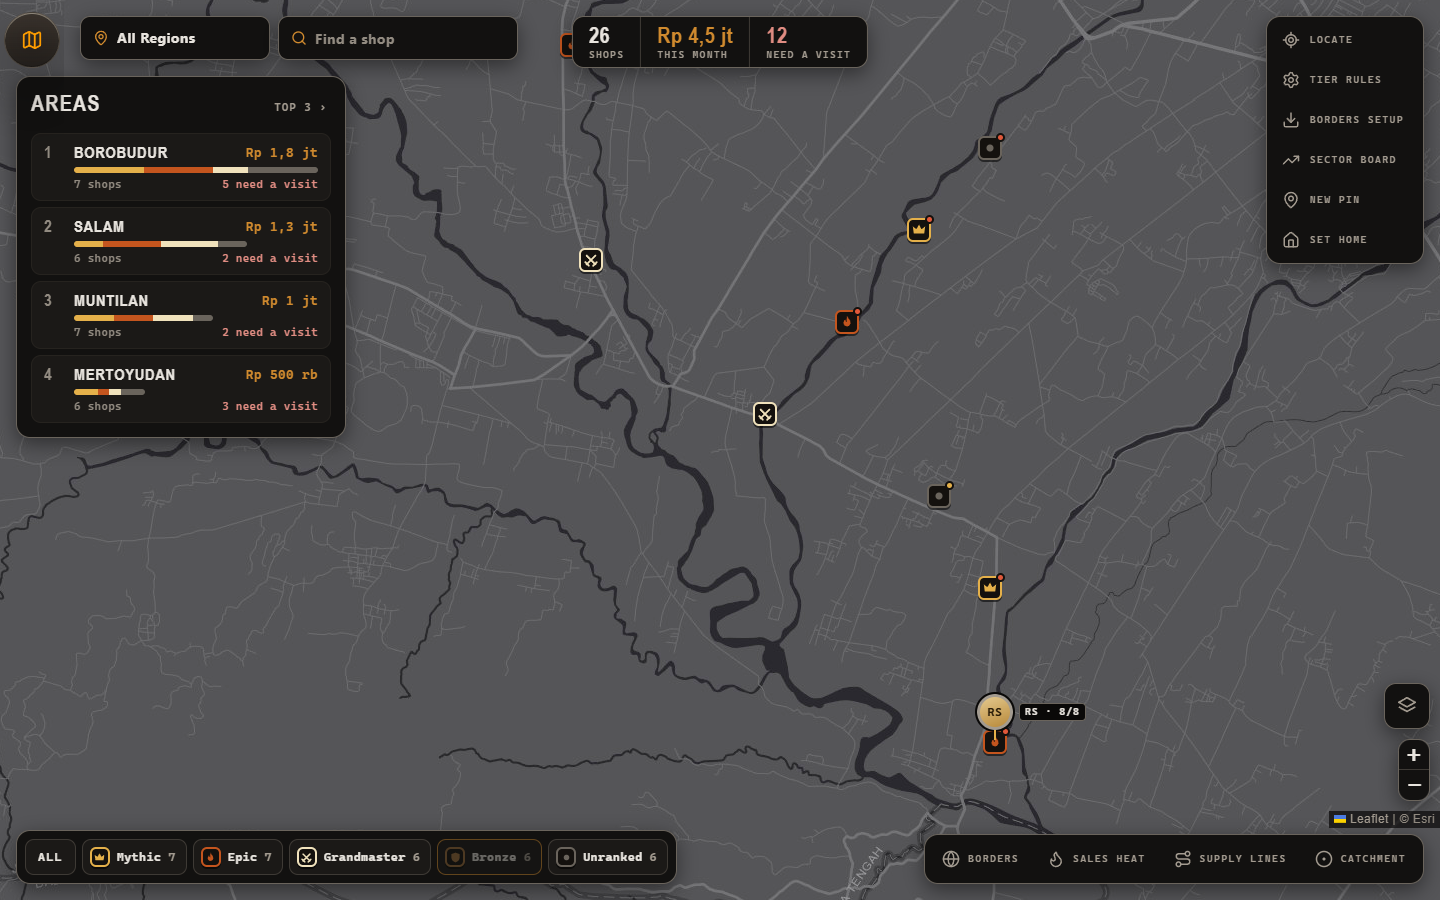 All Regions
Find a shop
26
SHOPS
Rp 4,5 jt
THIS MONTH
12
NEED A VISIT
LOCATE
TIER RULES
BORDERS SETUP
SECTOR BOARD
NEW PIN
SET HOME
AREAS
TOP 3 ›
1 BOROBUDUR Rp 1,8 jt
7 shops 5 need a visit
2 SALAM Rp 1,3 jt
6 shops 2 need a visit
3 MUNTILAN Rp 1 jt
7 shops 2 need a visit
4 MERTOYUDAN Rp 500 rb
6 shops 3 need a visit
RS
RS · 8/8
+
−
Leaflet | © Esri
ALL
Mythic 7
Epic 7
Grandmaster 6
Bronze 6
Unranked 6
BORDERS
SALES HEAT
SUPPLY LINES
CATCHMENT
TENGAH